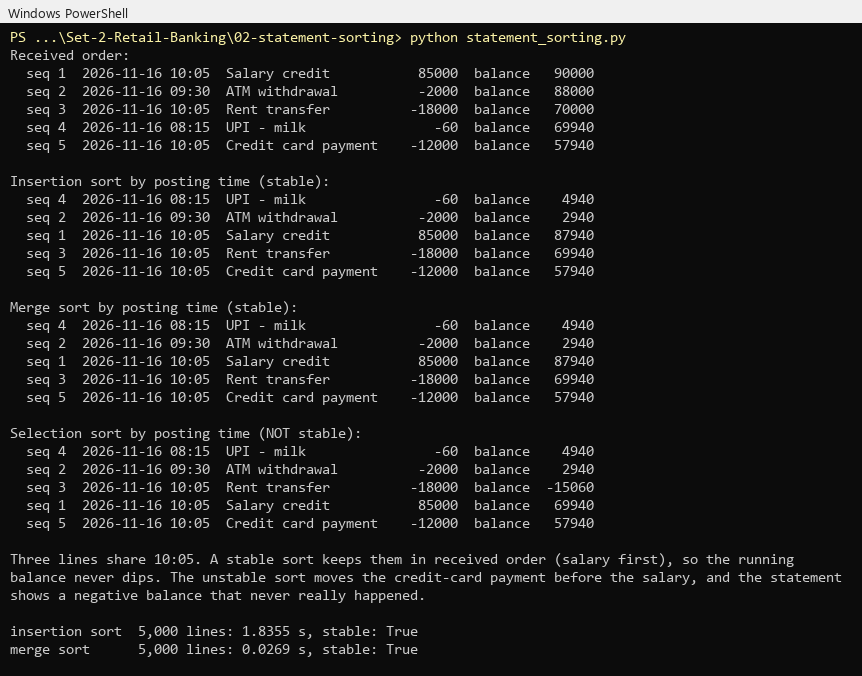 Windows PowerShell
PS ...\Set-2-Retail-Banking\02-statement-sorting> python statement_sorting.py
Received order:
  seq 1  2026-11-16 10:05  Salary credit           85000  balance   90000
  seq 2  2026-11-16 09:30  ATM withdrawal          -2000  balance   88000
  seq 3  2026-11-16 10:05  Rent transfer          -18000  balance   70000
  seq 4  2026-11-16 08:15  UPI - milk                -60  balance   69940
  seq 5  2026-11-16 10:05  Credit card payment    -12000  balance   57940

Insertion sort by posting time (stable):
  seq 4  2026-11-16 08:15  UPI - milk                -60  balance    4940
  seq 2  2026-11-16 09:30  ATM withdrawal          -2000  balance    2940
  seq 1  2026-11-16 10:05  Salary credit           85000  balance   87940
  seq 3  2026-11-16 10:05  Rent transfer          -18000  balance   69940
  seq 5  2026-11-16 10:05  Credit card payment    -12000  balance   57940

Merge sort by posting time (stable):
  seq 4  2026-11-16 08:15  UPI - milk                -60  balance    4940
  seq 2  2026-11-16 09:30  ATM withdrawal          -2000  balance    2940
  seq 1  2026-11-16 10:05  Salary credit           85000  balance   87940
  seq 3  2026-11-16 10:05  Rent transfer          -18000  balance   69940
  seq 5  2026-11-16 10:05  Credit card payment    -12000  balance   57940

Selection sort by posting time (NOT stable):
  seq 4  2026-11-16 08:15  UPI - milk                -60  balance    4940
  seq 2  2026-11-16 09:30  ATM withdrawal          -2000  balance    2940
  seq 3  2026-11-16 10:05  Rent transfer          -18000  balance  -15060
  seq 1  2026-11-16 10:05  Salary credit           85000  balance   69940
  seq 5  2026-11-16 10:05  Credit card payment    -12000  balance   57940

Three lines share 10:05. A stable sort keeps them in received order (salary first), so the running
balance never dips. The unstable sort moves the credit-card payment before the salary, and the statement
shows a negative balance that never really happened.

insertion sort  5,000 lines: 1.8355 s, stable: True
merge sort      5,000 lines: 0.0269 s, stable: True